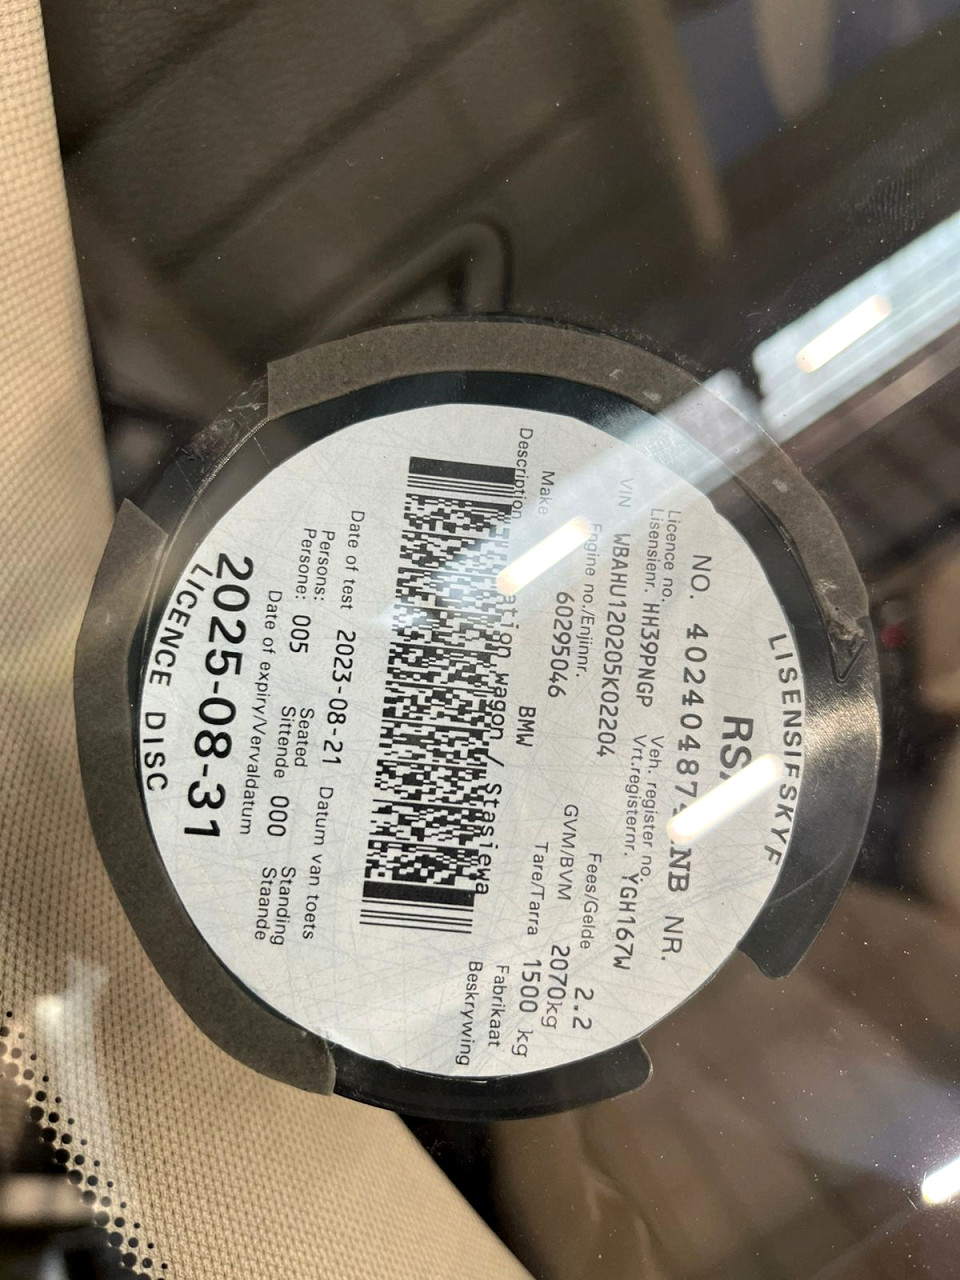 LISENSIESKYF
RSA
NO. 40240487 NB NR.
Licence no. Veh. register no.
Lisensienr. HH39PNGP Vrt.registernr. YGH167W
VIN WBAHU120205K02204 Fees/Gelde 2.2
Engine no./Enjinnr. GVM/BVM 2070kg
60295046 Tare/Tarra 1500 kg
Make BMW Fabrikaat
Description wagon / Stasiewa Beskrywing
Date of test 2023-08-21 Datum van toets
Persons: Seated Standing
Persone: 005 Sittende 000 Staande
Date of expiry/Vervaldatum
2025-08-31
LICENCE DISC